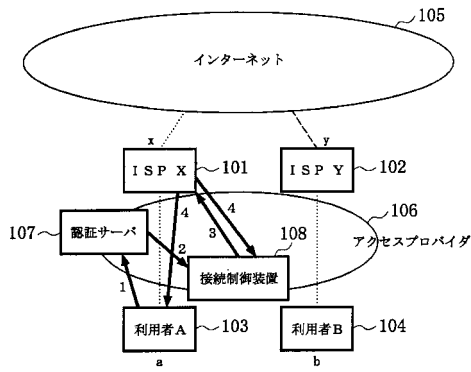 105
インターネット
x
y
ISP X
101
ISP Y
102
106
アクセスプロバイダ
107
認証サーバ
4
3
4
108
2
接続制御装置
1
利用者A
103
利用者B
104
a
b